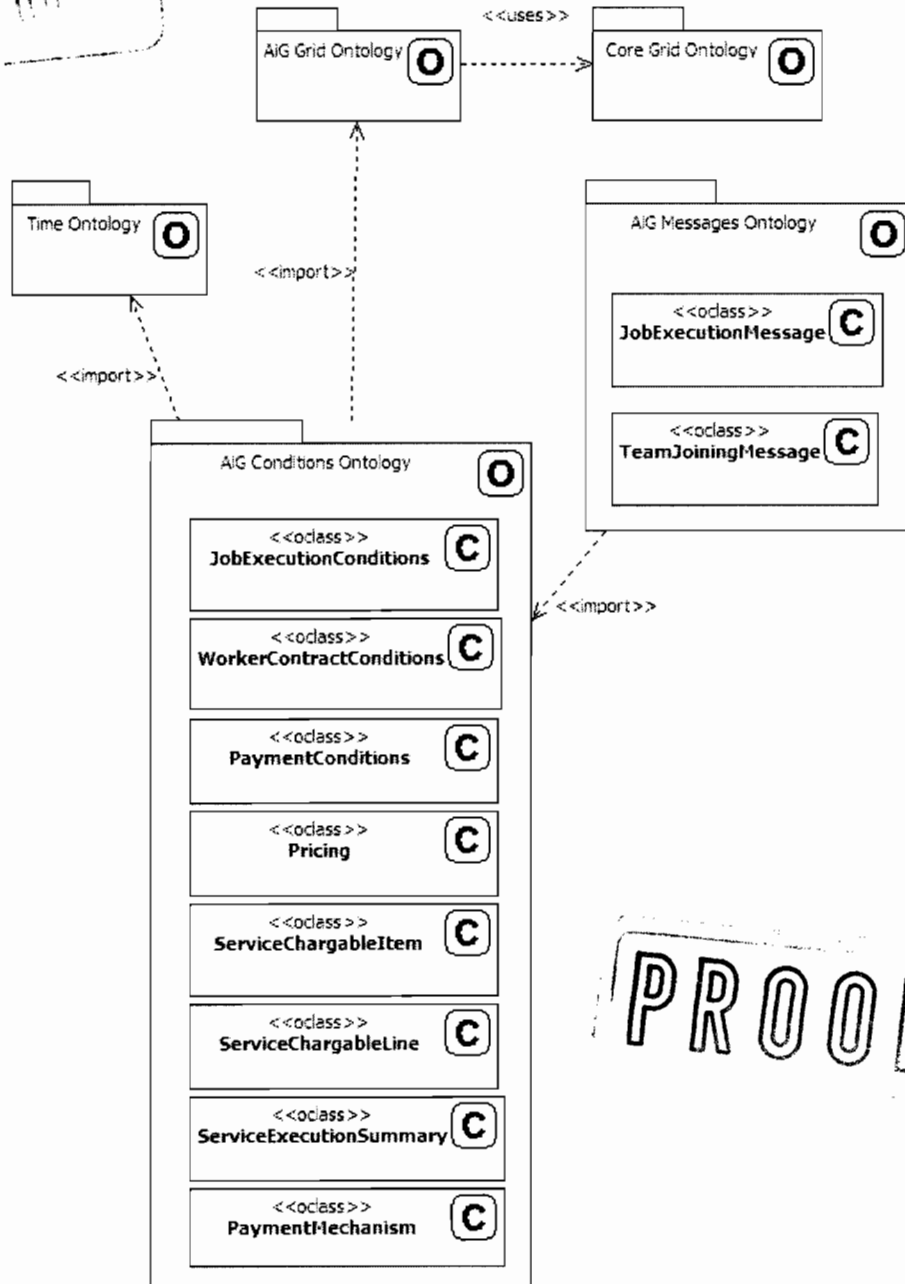 <<uses>>
AiG Grid Ontology
O
Core Grid Ontology
O
Time Ontology
O
<<import>>
AiG Messages Ontology
O
<<oclass>>
JobExecutionMessage
C
<<import>>
<<oclass>>
TeamJoiningMessage
C
AiG Conditions Ontology
O
<<oclass>>
JobExecutionConditions
C
<<import>>
<<oclass>>
WorkerContractConditions
C
<<oclass>>
PaymentConditions
C
<<oclass>>
Pricing
C
<<oclass>>
ServiceChargableItem
C
<<oclass>>
ServiceChargableLine
C
<<oclass>>
ServiceExecutionSummary
C
<<oclass>>
PaymentMechanism
C
PROO